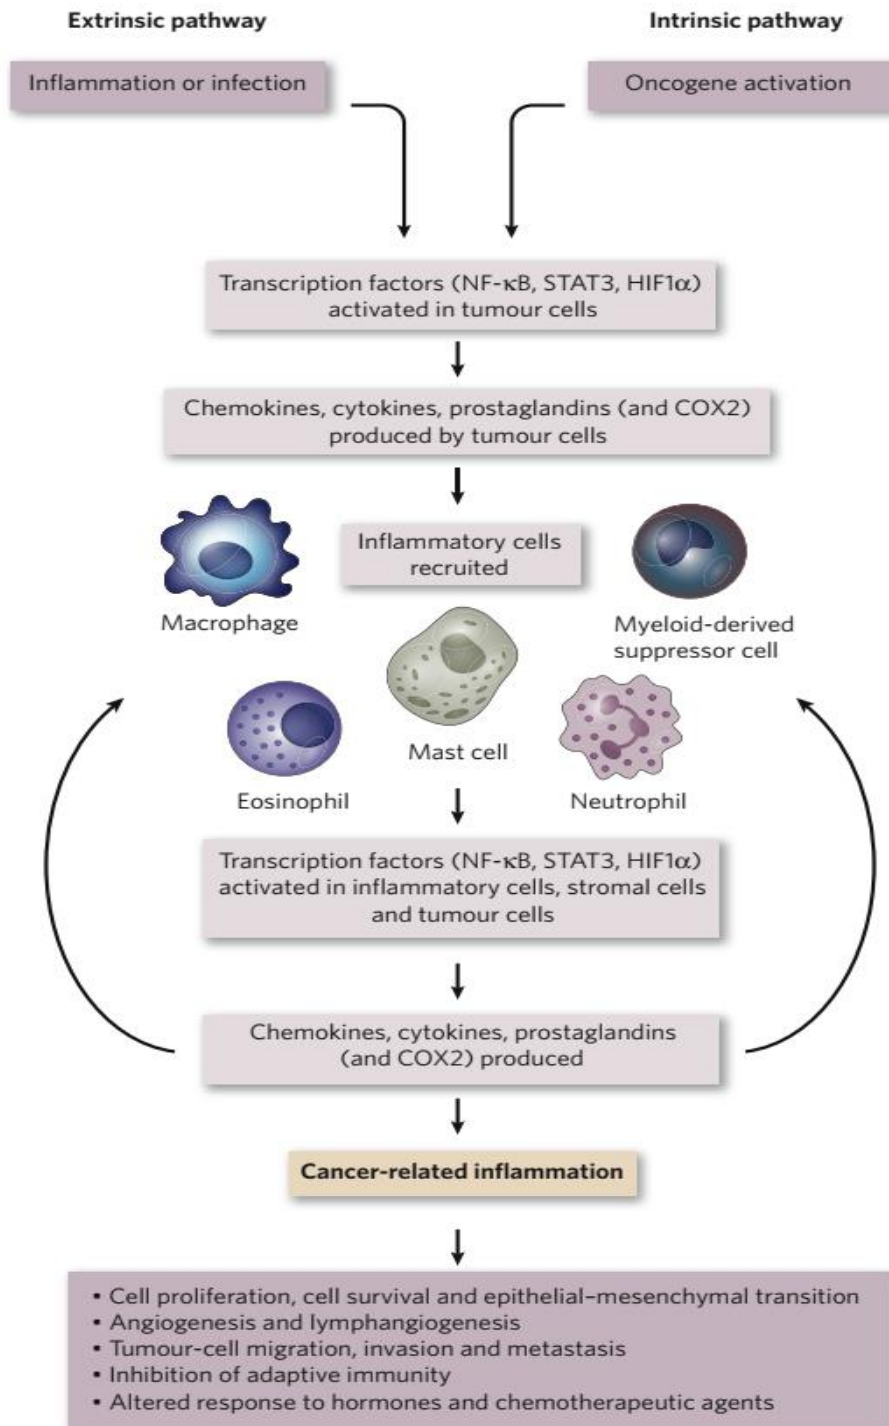 Extrinsic pathway
Intrinsic pathway
Inflammation or infection
Oncogene activation
Transcription factors (NF-κB, STAT3, HIF1α)
activated in tumour cells
Chemokines, cytokines, prostaglandins (and COX2)
produced by tumour cells
Inflammatory cells
recruited
Macrophage
Myeloid-derived
suppressor cell
Mast cell
Eosinophil
Neutrophil
Transcription factors (NF-κB, STAT3, HIF1α)
activated in inflammatory cells, stromal cells
and tumour cells
Chemokines, cytokines, prostaglandins
(and COX2) produced
Cancer-related inflammation
• Cell proliferation, cell survival and epithelial–mesenchymal transition
• Angiogenesis and lymphangiogenesis
• Tumour-cell migration, invasion and metastasis
• Inhibition of adaptive immunity
• Altered response to hormones and chemotherapeutic agents